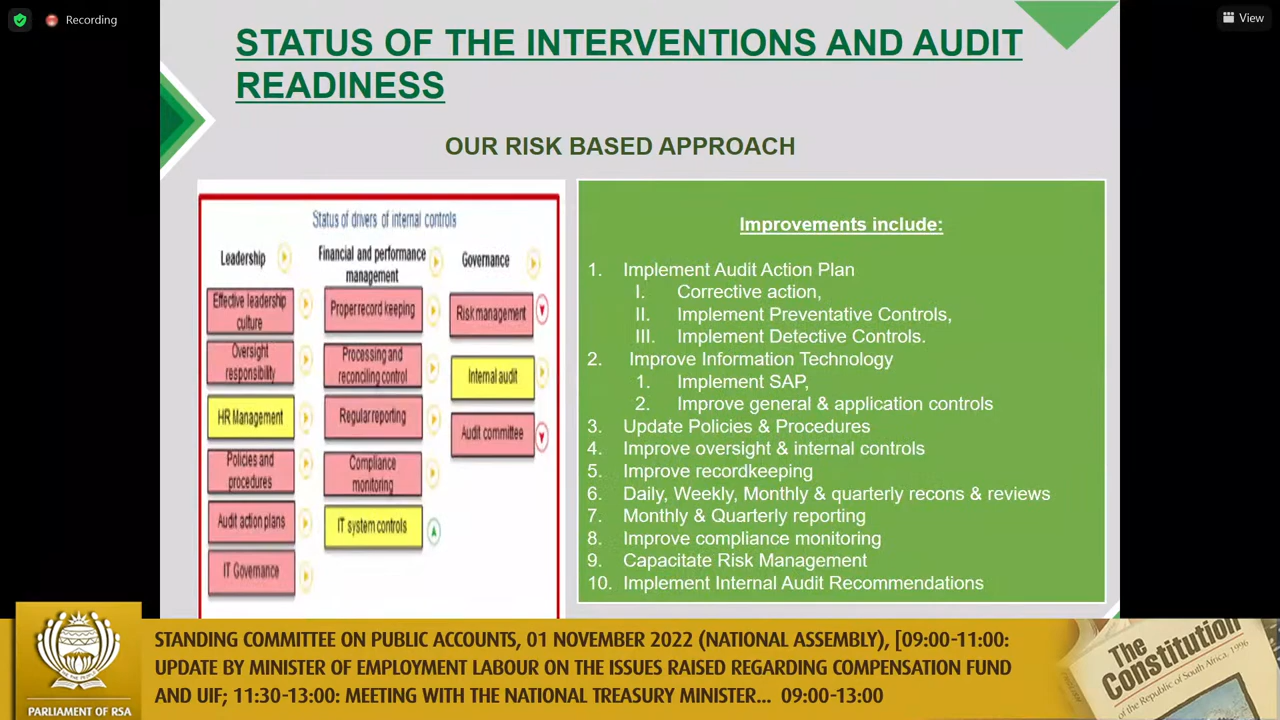 Recording
View
STATUS OF THE INTERVENTIONS AND AUDIT
READINESS
OUR RISK BASED APPROACH
Status of drivers of internal controls
Leadership
Effective leadership
culture
Oversight
responsibility
HR Management
Policies and
procedures
Audit action plans
IT Governance
Financial and performance
management
Proper record keeping
Processing and
reconciling control
Regular reporting
Compliance
monitoring
IT system controls
Governance
Risk management
Internal audit
Audit committee
Improvements include:
1. Implement Audit Action Plan
I. Corrective action,
II. Implement Preventative Controls,
III. Implement Detective Controls.
2. Improve Information Technology
1. Implement SAP,
2. Improve general & application controls
3. Update Policies & Procedures
4. Improve oversight & internal controls
5. Improve recordkeeping
6. Daily, Weekly, Monthly & quarterly recons & reviews
7. Monthly & Quarterly reporting
8. Improve compliance monitoring
9. Capacitate Risk Management
10. Implement Internal Audit Recommendations
PARLIAMENT OF RSA
STANDING COMMITTEE ON PUBLIC ACCOUNTS, 01 NOVEMBER 2022 (NATIONAL ASSEMBLY), [09:00-11:00:
UPDATE BY MINISTER OF EMPLOYMENT LABOUR ON THE ISSUES RAISED REGARDING COMPENSATION FUND
AND UIF; 11:30-13:00: MEETING WITH THE NATIONAL TREASURY MINISTER... 09:00-13:00
The
Constitution
of the Republic of South Africa, 1996